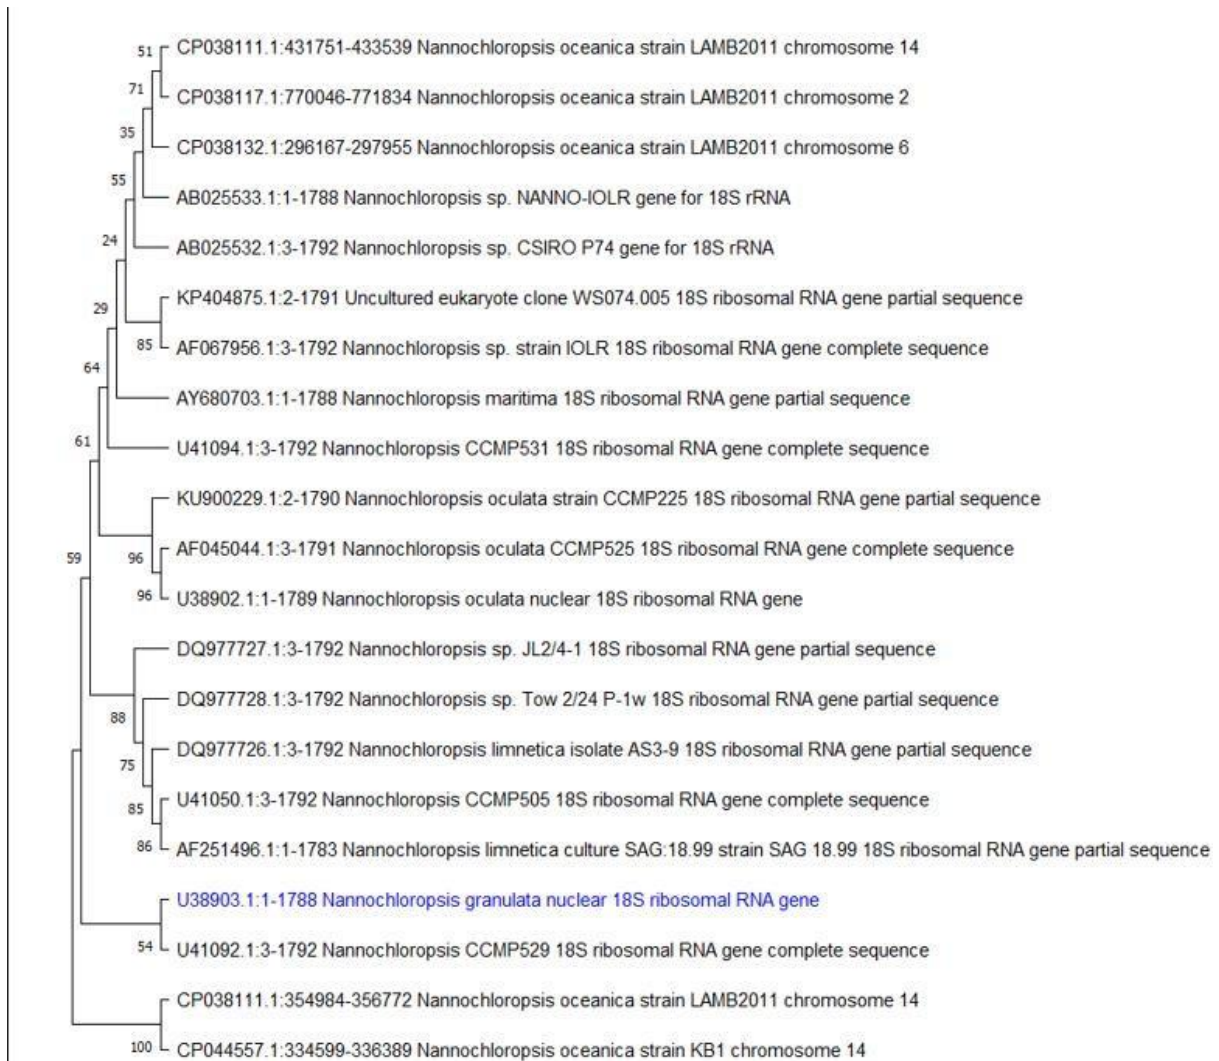 51
CP038111.1:431751-433539 Nannochloropsis oceanica strain LAMB2011 chromosome 14
71
CP038117.1:770046-771834 Nannochloropsis oceanica strain LAMB2011 chromosome 2
35
CP038132.1:296167-297955 Nannochloropsis oceanica strain LAMB2011 chromosome 6
55
AB025533.1:1-1788 Nannochloropsis sp. NANNO-IOLR gene for 18S rRNA
24
AB025532.1:3-1792 Nannochloropsis sp. CSIRO P74 gene for 18S rRNA
29
KP404875.1:2-1791 Uncultured eukaryote clone WS074.005 18S ribosomal RNA gene partial sequence
85
AF067956.1:3-1792 Nannochloropsis sp. strain IOLR 18S ribosomal RNA gene complete sequence
64
AY680703.1:1-1788 Nannochloropsis maritima 18S ribosomal RNA gene partial sequence
61
U41094.1:3-1792 Nannochloropsis CCMP531 18S ribosomal RNA gene complete sequence
KU900229.1:2-1790 Nannochloropsis oculata strain CCMP225 18S ribosomal RNA gene partial sequence
59
96
AF045044.1:3-1791 Nannochloropsis oculata CCMP525 18S ribosomal RNA gene complete sequence
96
U38902.1:1-1789 Nannochloropsis oculata nuclear 18S ribosomal RNA gene
DQ977727.1:3-1792 Nannochloropsis sp. JL2/4-1 18S ribosomal RNA gene partial sequence
88
DQ977728.1:3-1792 Nannochloropsis sp. Tow 2/24 P-1w 18S ribosomal RNA gene partial sequence
75
DQ977726.1:3-1792 Nannochloropsis limnetica isolate AS3-9 18S ribosomal RNA gene partial sequence
85
U41050.1:3-1792 Nannochloropsis CCMP505 18S ribosomal RNA gene complete sequence
86
AF251496.1:1-1783 Nannochloropsis limnetica culture SAG:18.99 strain SAG 18.99 18S ribosomal RNA gene partial sequence
U38903.1:1-1788 Nannochloropsis granulata nuclear 18S ribosomal RNA gene
54
U41092.1:3-1792 Nannochloropsis CCMP529 18S ribosomal RNA gene complete sequence
CP038111.1:354984-356772 Nannochloropsis oceanica strain LAMB2011 chromosome 14
100
CP044557.1:334599-336389 Nannochloropsis oceanica strain KB1 chromosome 14